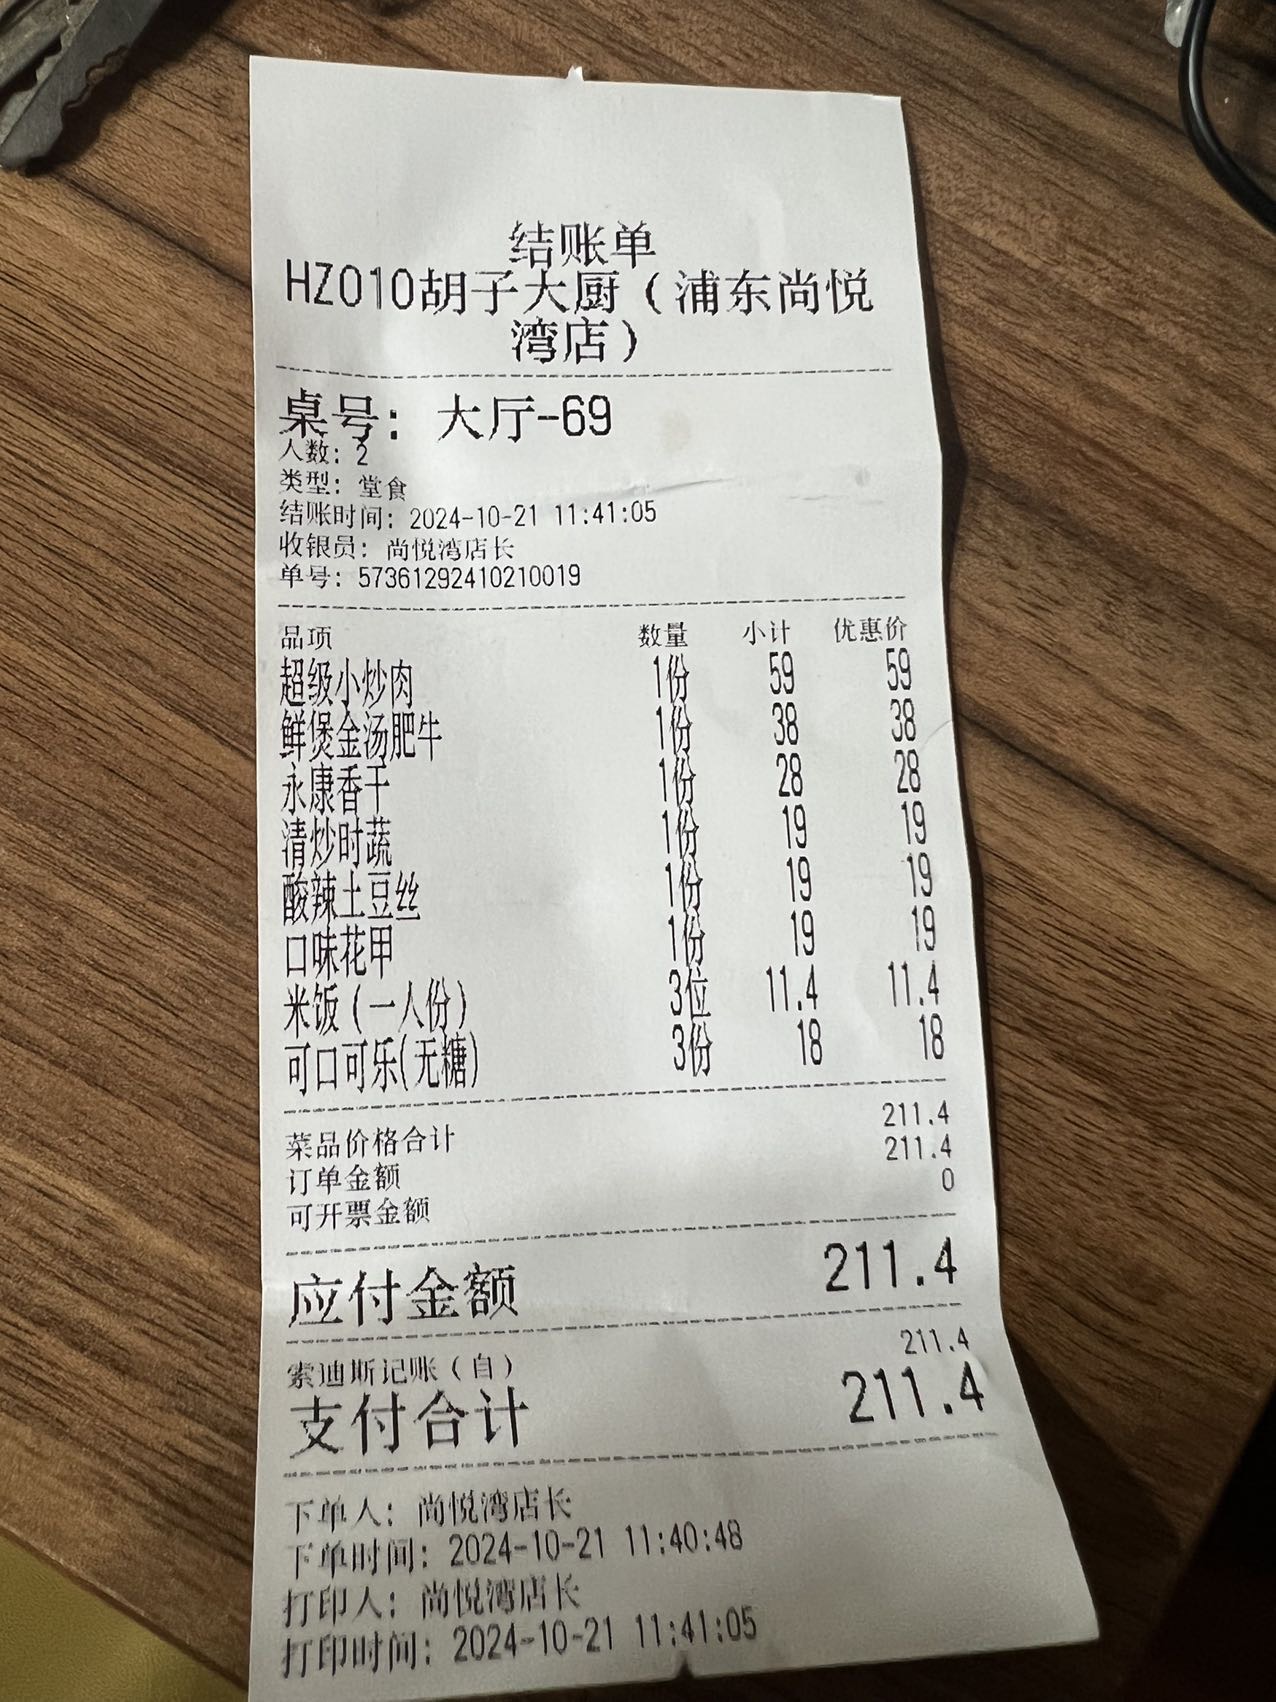 结账单
HZ010胡子大厨（浦东尚悦
湾店）
桌号：大厅-69
人数：2
类型：堂食
结账时间：2024-10-21 11:41:05
收银员：尚悦湾店长
单号：57361292410210019
品项 数量 小计 优惠价
超级小炒肉 1份 59 59
鲜煲金汤肥牛 1份 38 38
永康香干 1份 28 28
清炒时蔬 1份 19 19
酸辣土豆丝 1份 19 19
口味花甲 1份 19 19
米饭（一人份） 3位 11.4 11.4
可口可乐(无糖) 3份 18 18
菜品价格合计 211.4
订单金额 211.4
可开票金额 0
应付金额 211.4
索迪斯记账（自） 211.4
支付合计 211.4
下单人：尚悦湾店长
下单时间：2024-10-21 11:40:48
打印人：尚悦湾店长
打印时间：2024-10-21 11:41:05